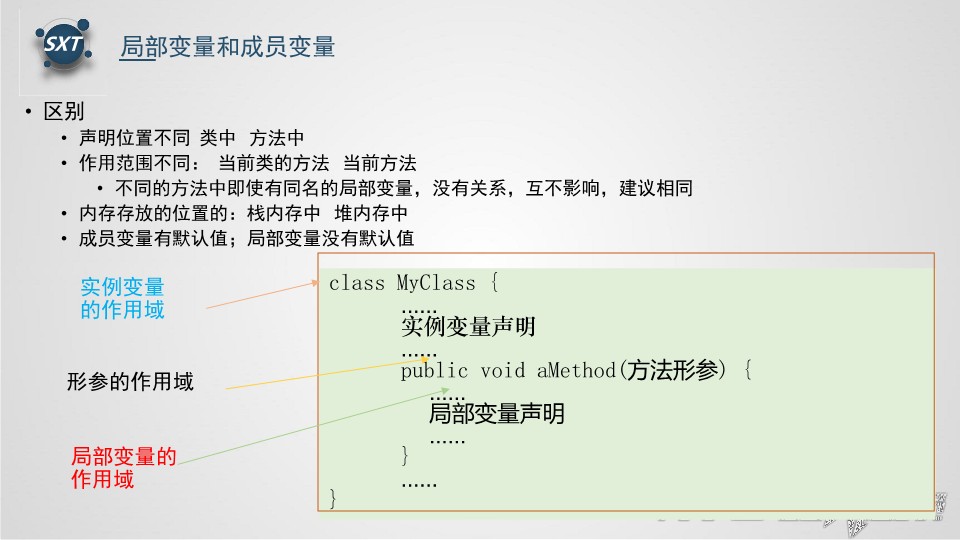 SXT
局部变量和成员变量
• 区别
• 声明位置不同 类中 方法中
• 作用范围不同： 当前类的方法 当前方法
• 不同的方法中即使有同名的局部变量，没有关系，互不影响，建议相同
• 内存存放的位置的：栈内存中 堆内存中
• 成员变量有默认值；局部变量没有默认值
实例变量
的作用域
形参的作用域
局部变量的
作用域
class MyClass {
……
实例变量声明
……
public void aMethod(方法形参) {
……
局部变量声明
……
}
……
}